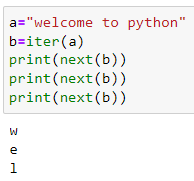 a="welcome to python"
b=iter(a)
print(next(b))
print(next(b))
print(next(b))
w
e
l